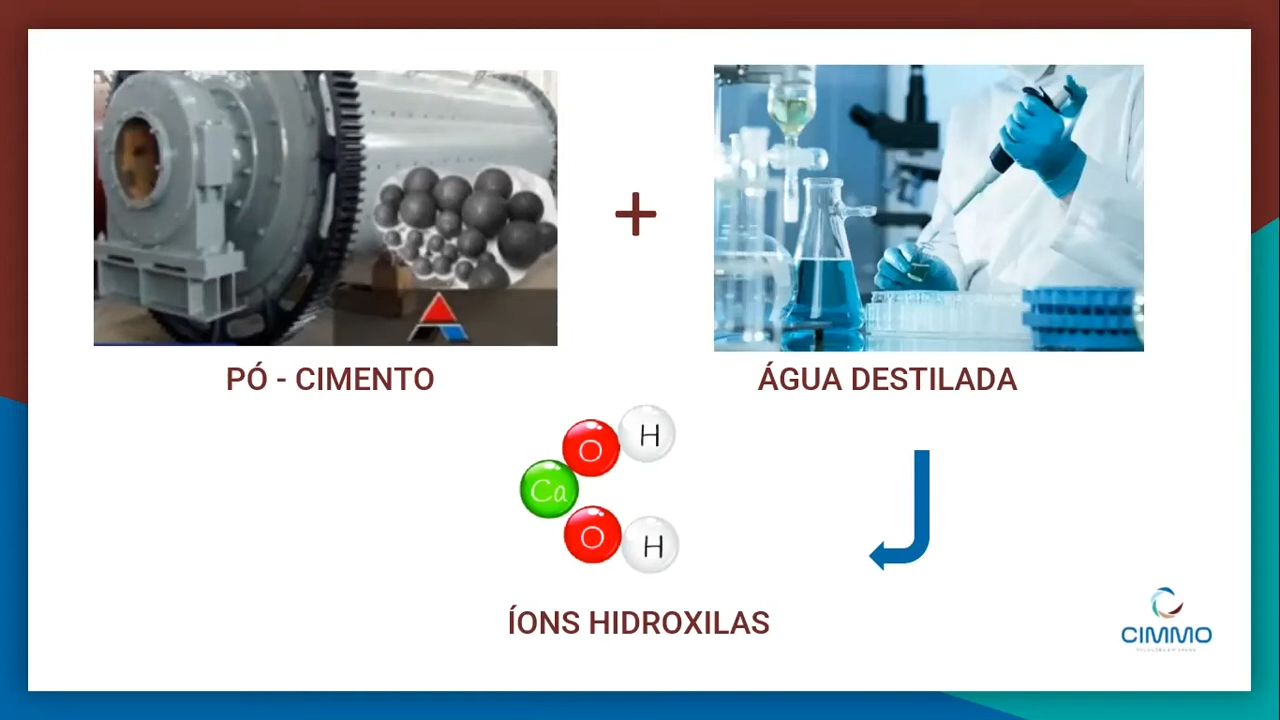 +
PÓ - CIMENTO
ÁGUA DESTILADA
H
O
Ca
O
H
ÍONS HIDROXILAS
CIMMO